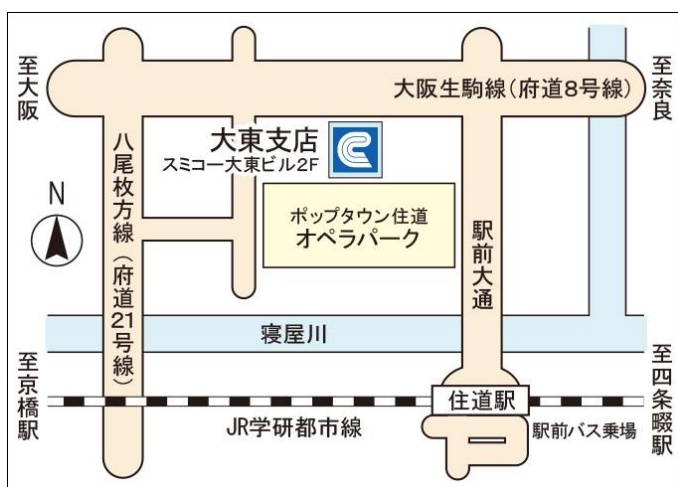 至大阪
大阪生駒線(府道8号線)
至奈良
大東支店
スミコー大東ビル2F
八尾枚方線(府道21号線)
N
ポップタウン住道
オペラパーク
駅前大通
寝屋川
至京橋駅
住道駅
至四条畷駅
JR学研都市線
駅前バス乗場